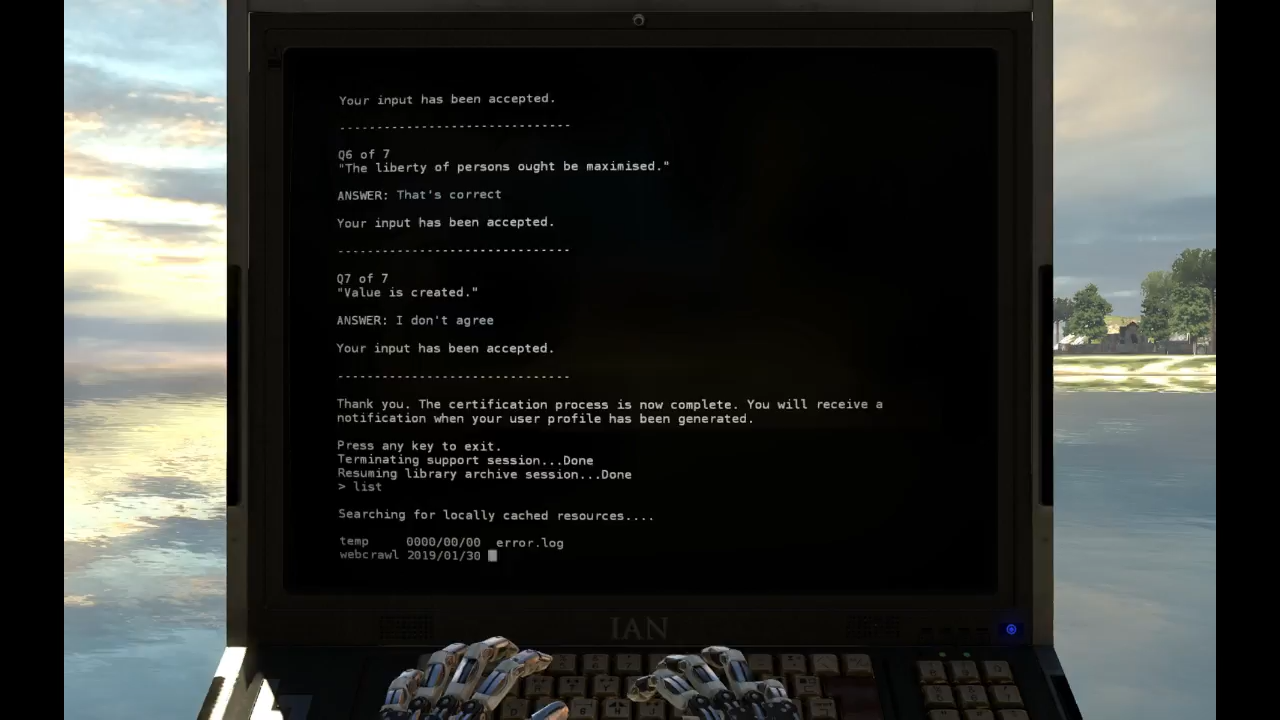 Your input has been accepted.
-------------------------------
Q6 of 7
"The liberty of persons ought be maximised."
ANSWER: That's correct
Your input has been accepted.
-------------------------------
Q7 of 7
"Value is created."
ANSWER: I don't agree
Your input has been accepted.
-------------------------------
Thank you. The certification process is now complete. You will receive a
notification when your user profile has been generated.
Press any key to exit.
Terminating support session...Done
Resuming library archive session...Done
> list
Searching for locally cached resources....
temp 0000/00/00 error.log
webcrawl 2019/01/30
IAN